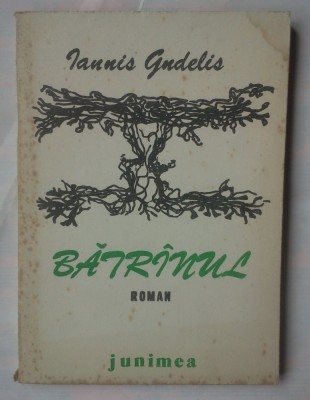 Iannis Gndelis
BĂTRÎNUL
ROMAN
junimea